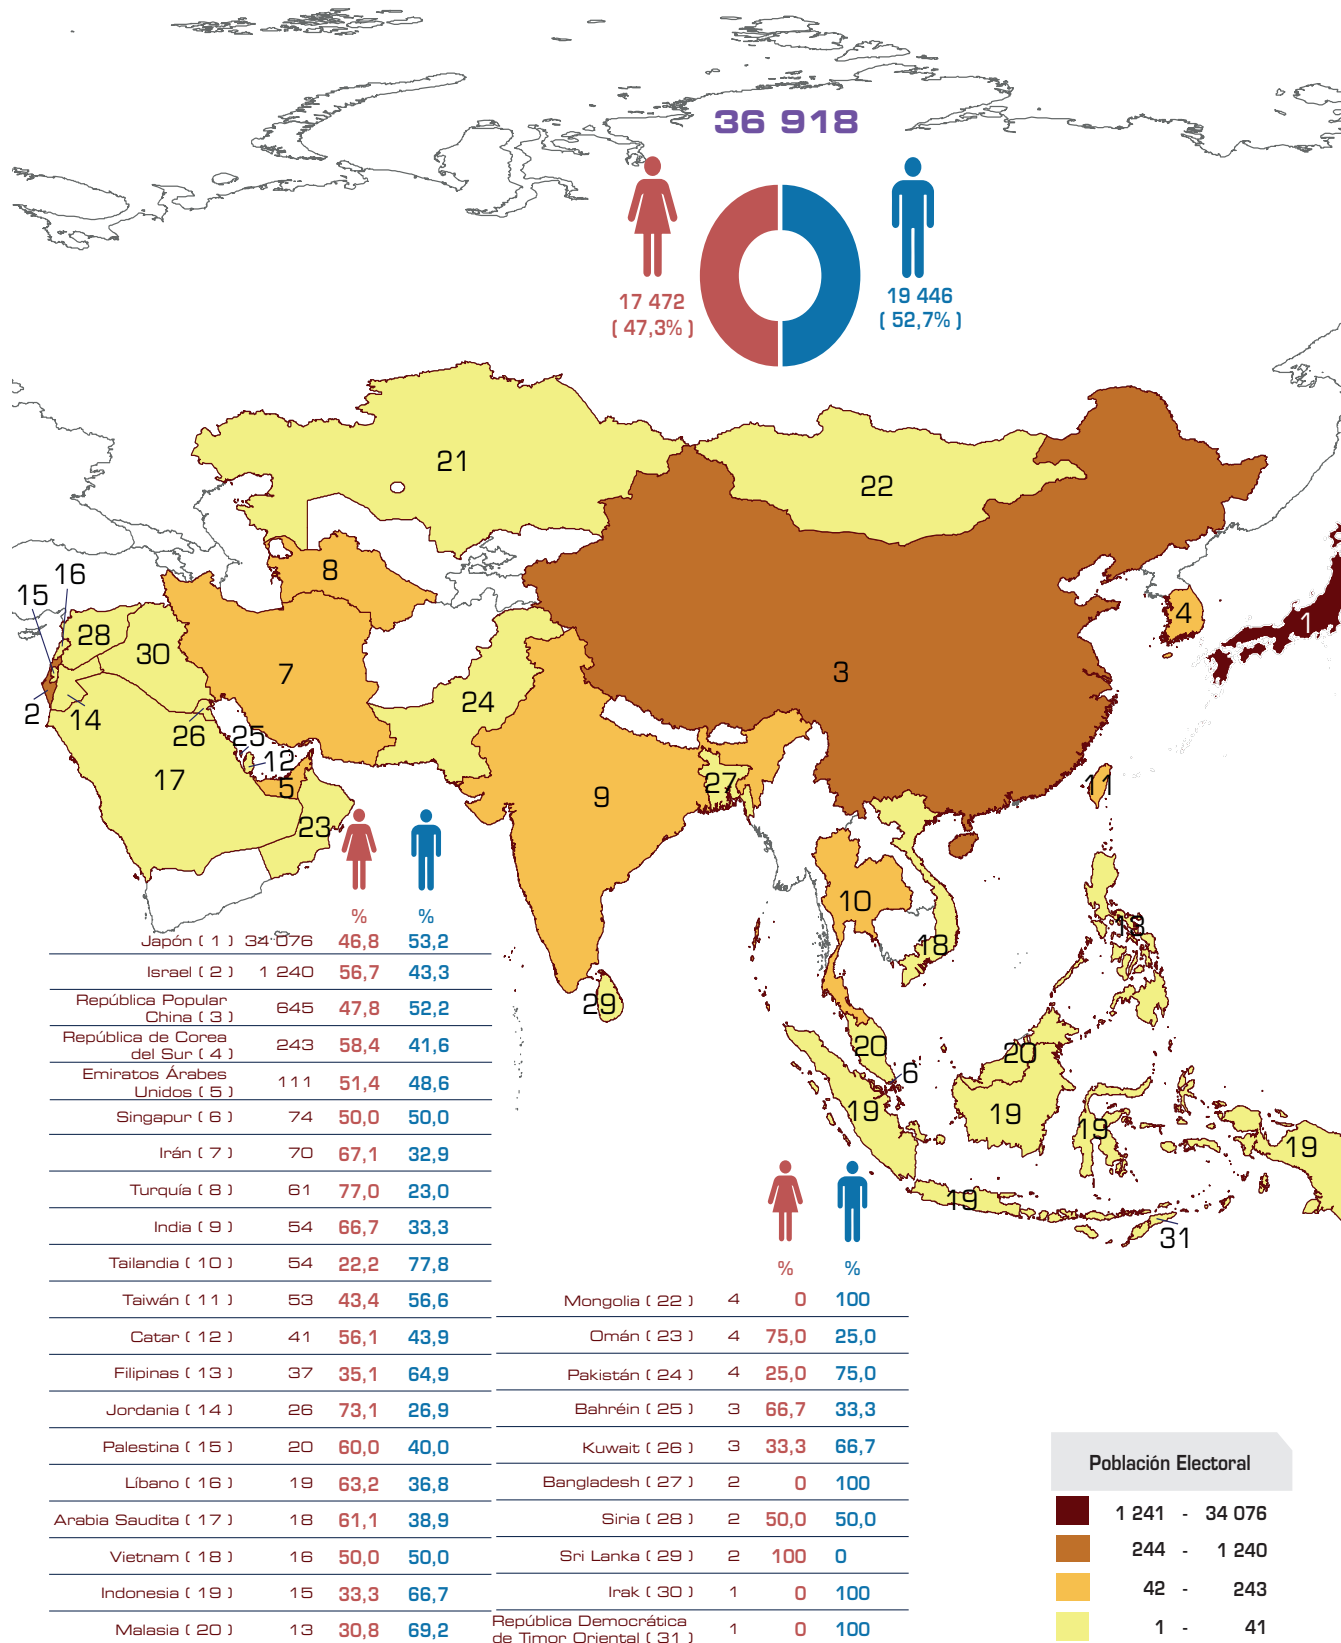 36 918
17 472
( 47,3% )
19 446
( 52,7% )
21
22
8
16
15
28
30
7
3
4
1
24
2
14
26
25
12
17
5
27
9
11
23
10
13
18
29
20
20
6
19
19
19
19
19
31
% %
Japón ( 1 ) 34 076 46,8 53,2
Israel ( 2 ) 1 240 56,7 43,3
República Popular
China ( 3 ) 645 47,8 52,2
República de Corea
del Sur ( 4 ) 243 58,4 41,6
Emiratos Árabes
Unidos ( 5 ) 111 51,4 48,6
Singapur ( 6 ) 74 50,0 50,0
Irán ( 7 ) 70 67,1 32,9
Turquía ( 8 ) 61 77,0 23,0
India ( 9 ) 54 66,7 33,3
Tailandia ( 10 ) 54 22,2 77,8
Taiwán ( 11 ) 53 43,4 56,6
Catar ( 12 ) 41 56,1 43,9
Filipinas ( 13 ) 37 35,1 64,9
Jordania ( 14 ) 26 73,1 26,9
Palestina ( 15 ) 20 60,0 40,0
Líbano ( 16 ) 19 63,2 36,8
Arabia Saudita ( 17 ) 18 61,1 38,9
Vietnam ( 18 ) 16 50,0 50,0
Indonesia ( 19 ) 15 33,3 66,7
Malasia ( 20 ) 13 30,8 69,2
% %
Mongolia ( 22 ) 4 0 100
Omán ( 23 ) 4 75,0 25,0
Pakistán ( 24 ) 4 25,0 75,0
Bahréin ( 25 ) 3 66,7 33,3
Kuwait ( 26 ) 3 33,3 66,7
Bangladesh ( 27 ) 2 0 100
Siria ( 28 ) 2 50,0 50,0
Sri Lanka ( 29 ) 2 100 0
Irak ( 30 ) 1 0 100
República Democrática
de Timor Oriental ( 31 ) 1 0 100
Población Electoral
1 241 - 34 076
244 - 1 240
42 - 243
1 - 41